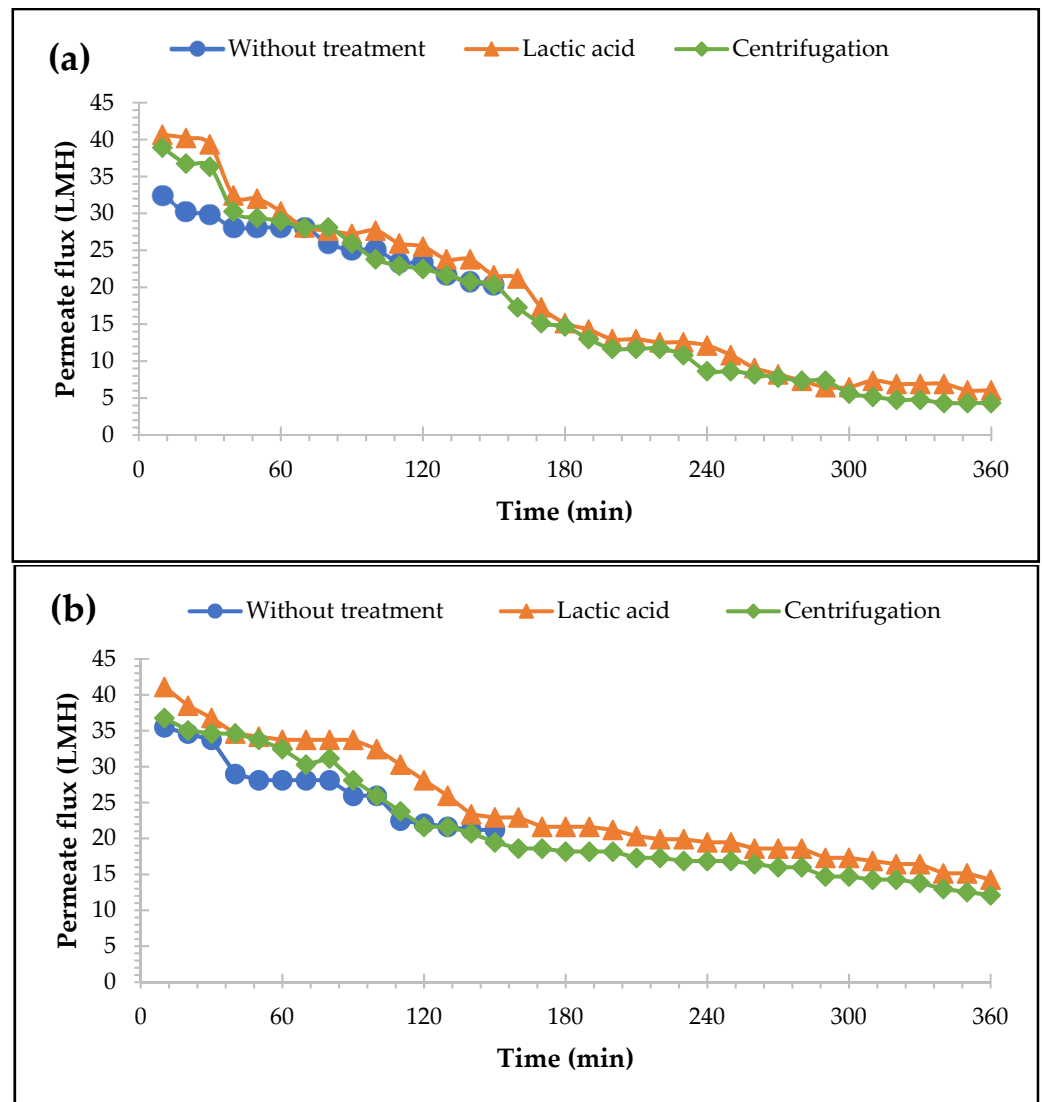 (a) Without treatment Lactic acid Centrifugation
45
40
35
30
25
20
15
10
5
0
Permeate flux (LMH)
0 60 120 180 240 300 360
Time (min)
(b) Without treatment Lactic acid Centrifugation
45
40
35
30
25
20
15
10
5
0
Permeate flux (LMH)
0 60 120 180 240 300 360
Time (min)